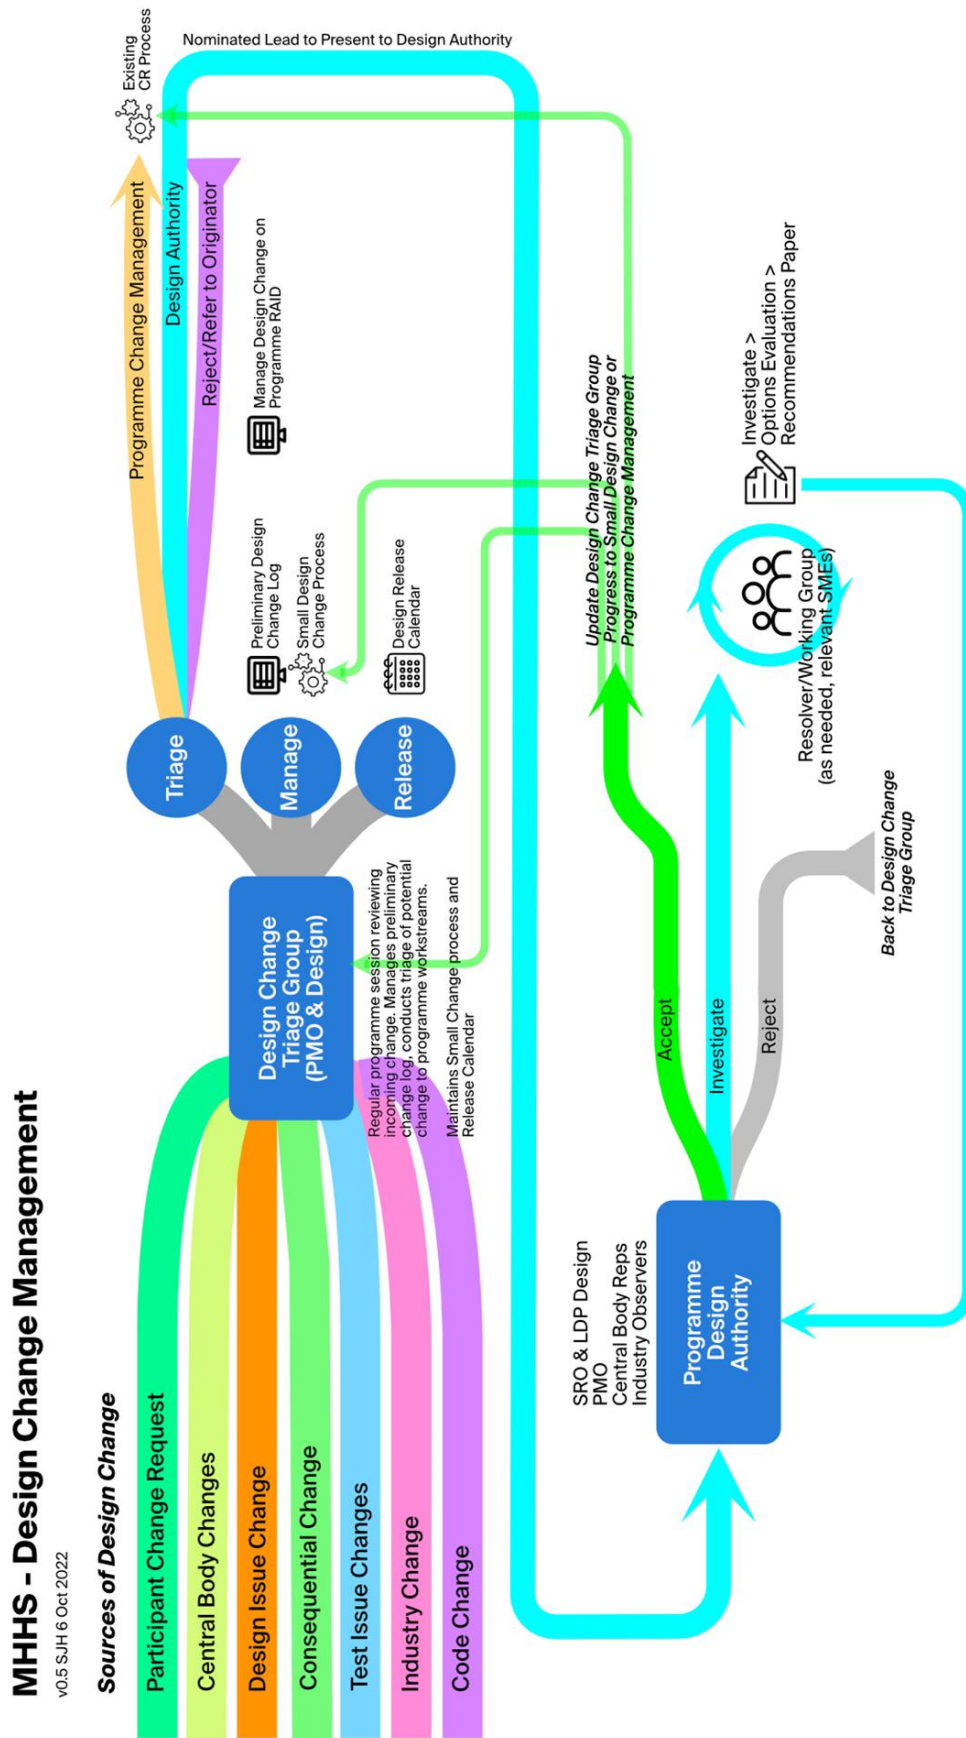 MHHS - Design Change Management
v0.5 SJH 6 Oct 2022
Sources of Design Change
Participant Change Request
Central Body Changes
Design Issue Change
Consequential Change
Test Issue Changes
Industry Change
Code Change
Design Change
Triage Group
(PMO & Design)
Regular programme session reviewing
incoming change. Manages preliminary
change log, conducts triage of potential
change to programme workstreams.
Maintains Small Change process and
Release Calendar
Triage
Manage
Release
Programme Change Management
Design Authority
Reject/Refer to Originator
Existing
CR Process
Nominated Lead to Present to Design Authority
Preliminary Design
Change Log
Manage Design Change on
Programme RAID
Small Design
Change Process
Design Release
Calendar
SRO & LDP Design
PMO
Central Body Reps
Industry Observers
Programme
Design
Authority
Accept
Investigate
Reject
Update Design Change Triage Group
Progress to Small Design Change or
Programme Change Management
Resolver/Working Group
(as needed, relevant SMEs)
Investigate >
Options Evaluation >
Recommendations Paper
Back to Design Change
Triage Group